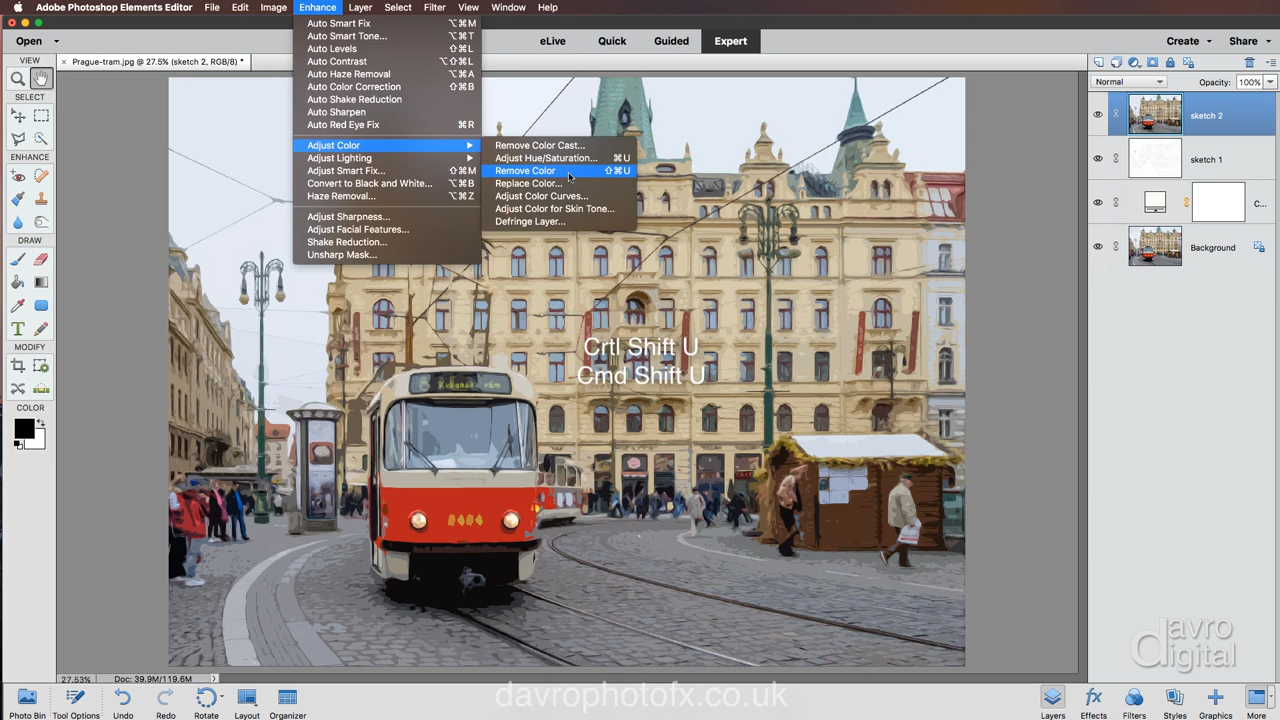 Adobe Photoshop Elements Editor File Edit Image Enhance Layer Select Filter View Window Help
Open
eLive Quick Guided Expert
Create Share
Prague-tram.jpg @ 27.5% (sketch 2, RGB/8) *
Auto Smart Fix ⌥⌘M
Auto Smart Tone... ⌥⌘T
Auto Levels ⇧⌘L
Auto Contrast ⌥⇧⌘L
Auto Haze Removal ⌥⌘A
Auto Color Correction ⇧⌘B
Auto Shake Reduction
Auto Sharpen
Auto Red Eye Fix ⌘R
Adjust Color
Adjust Lighting
Adjust Smart Fix... ⇧⌘M
Convert to Black and White... ⌥⌘B
Haze Removal... ⌥⌘Z
Adjust Sharpness...
Adjust Facial Features...
Shake Reduction...
Unsharp Mask...
Remove Color Cast...
Adjust Hue/Saturation... ⌘U
Remove Color ⇧⌘U
Replace Color...
Adjust Color Curves...
Adjust Color for Skin Tone...
Defringe Layer...
VIEW
SELECT
ENHANCE
DRAW
MODIFY
COLOR
Normal Opacity: 100%
sketch 2
sketch 1
C...
Background
Crtl Shift U
Cmd Shift U
davro
digital
27.53% Doc: 39.9M/119.6M
davrophotofx.co.uk
Photo Bin Tool Options Undo Redo Rotate Layout Organizer
Layers Effects Filters Styles Graphics More